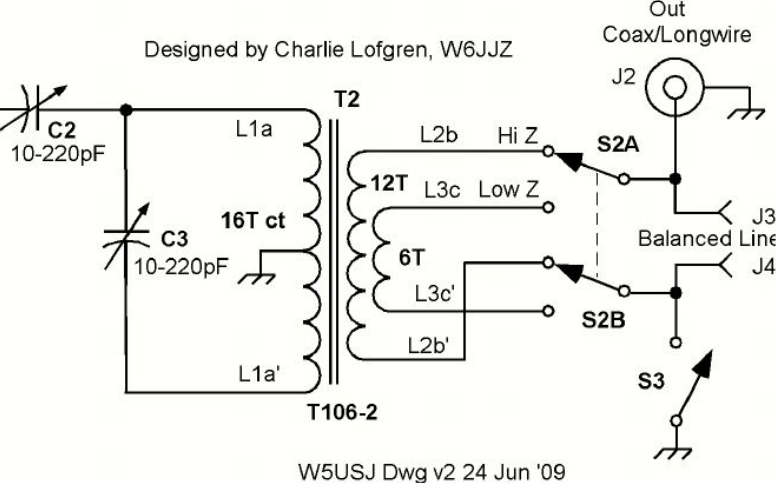 Out
Coax/Longwire
Designed by Charlie Lofgren, W6JJZ
J2
T2
C2
10-220pF
L1a
L2b
Hi Z
S2A
12T
L3c
Low Z
16T ct
J3
C3
10-220pF
Balanced Line
6T
J4
L3c'
S2B
L2b'
L1a'
S3
T106-2
W5USJ Dwg v2 24 Jun '09